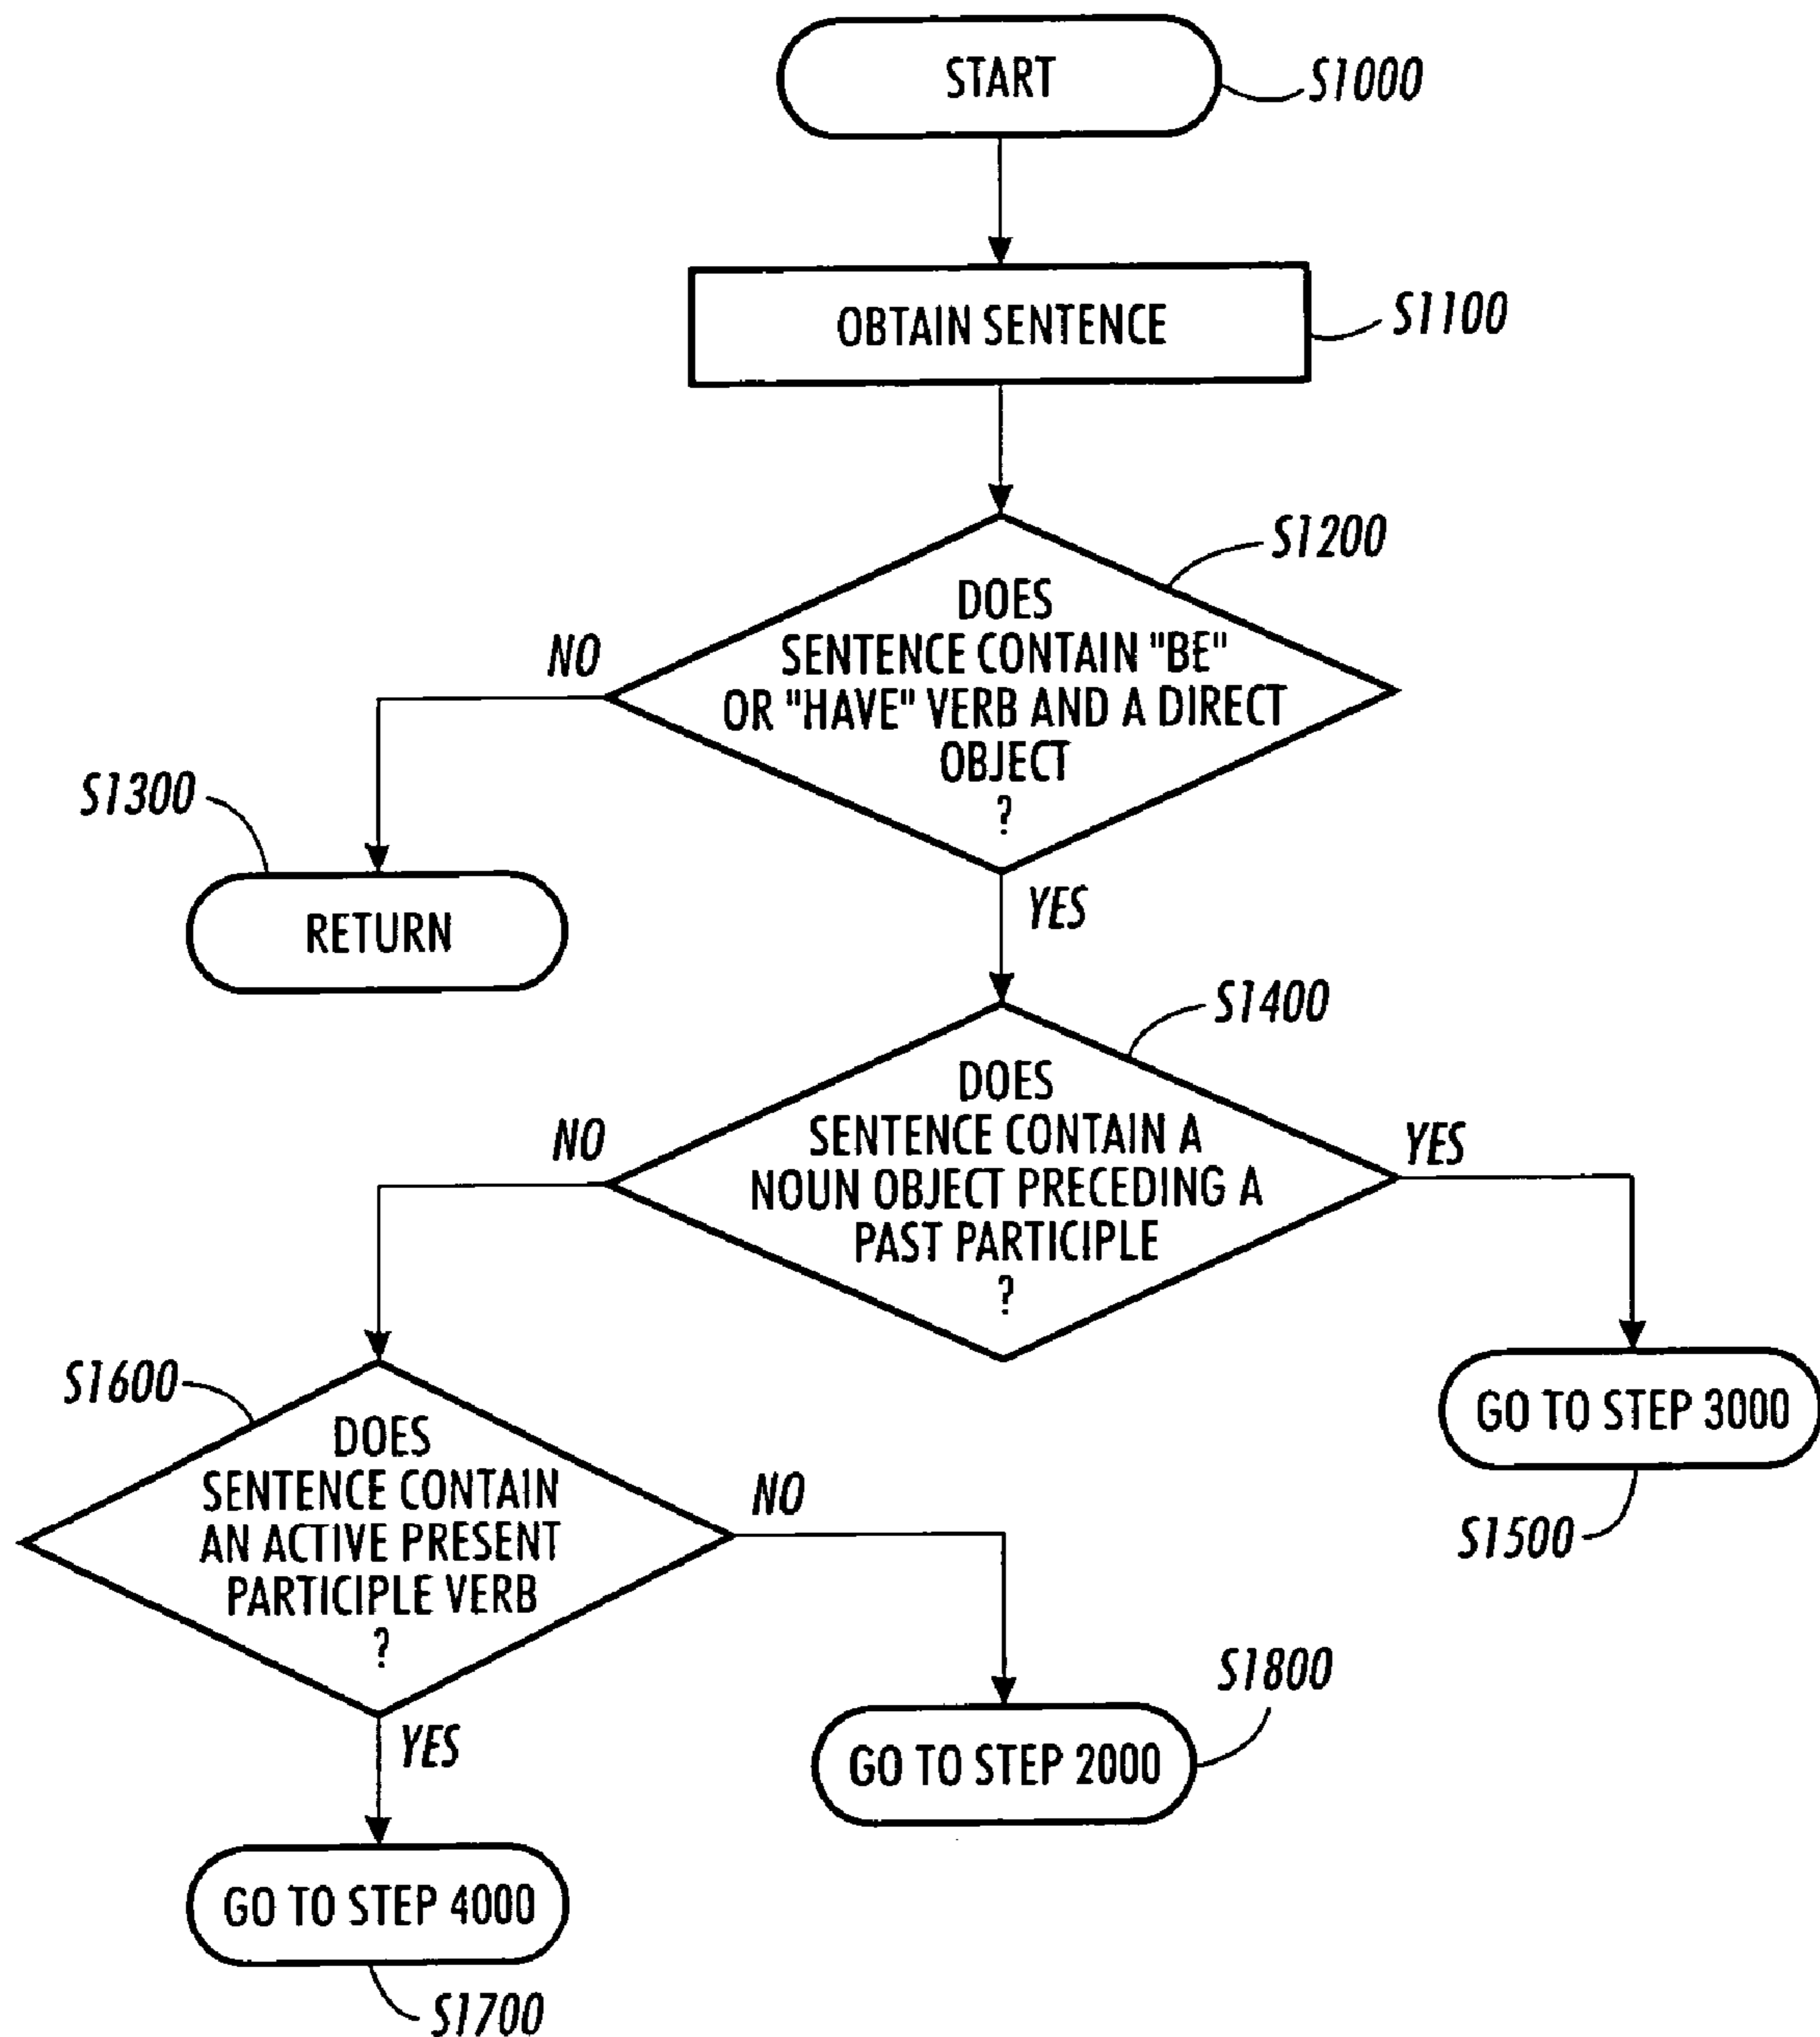 START
S1000
OBTAIN SENTENCE
S1100
S1200
DOES
SENTENCE CONTAIN "BE"
OR "HAVE" VERB AND A DIRECT
OBJECT
?
NO
S1300
RETURN
YES
S1400
DOES
SENTENCE CONTAIN A
NOUN OBJECT PRECEDING A
PAST PARTICIPLE
?
NO
YES
S1600
DOES
SENTENCE CONTAIN
AN ACTIVE PRESENT
PARTICIPLE VERB
?
NO
GO TO STEP 3000
S1500
S1800
YES
GO TO STEP 2000
GO TO STEP 4000
S1700